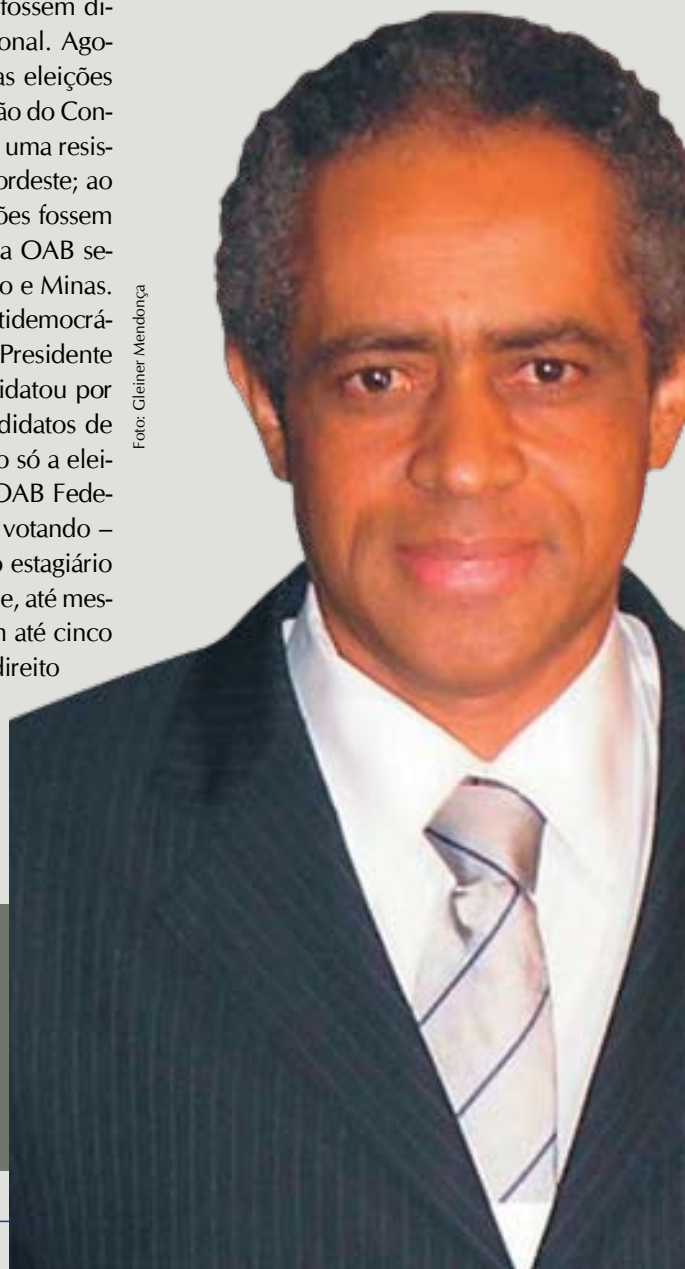 fossem di-
onal. Ago-
as eleições
ão do Con-
uma resis-
ordeste; ao
ões fossem
a OAB se-
o e Minas.
tidemocrá-
Presidente
idatou por
didatos de
o só a elei-
OAB Fede-
votando –
o estagiário
e, até mes-
n até cinco
direito
Foto: Gleiner Mendonça